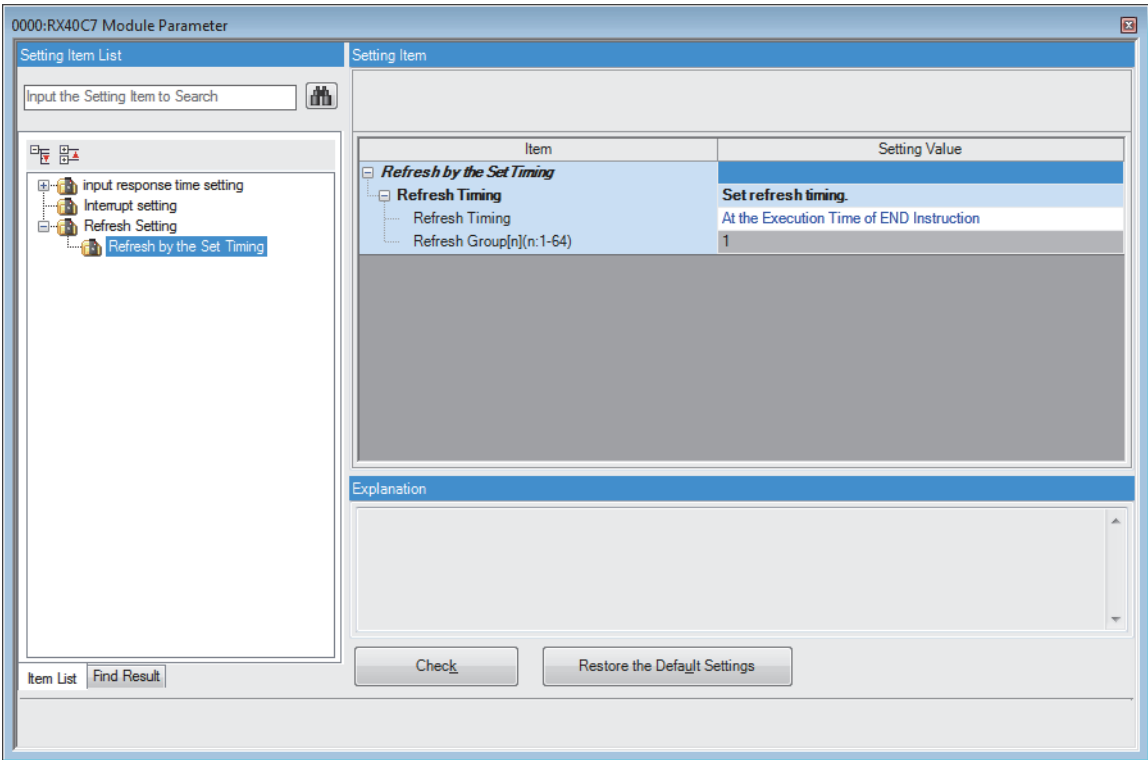 0000:RX40C7 Module Parameter
Setting Item List
Input the Setting Item to Search
input response time setting
Interrupt setting
Refresh Setting
Refresh by the Set Timing
Item List
Find Result
Setting Item
Item Setting Value
Refresh by the Set Timing
Refresh Timing Set refresh timing.
Refresh Timing At the Execution Time of END Instruction
Refresh Group[n](n:1-64) 1
Explanation
Check
Restore the Default Settings